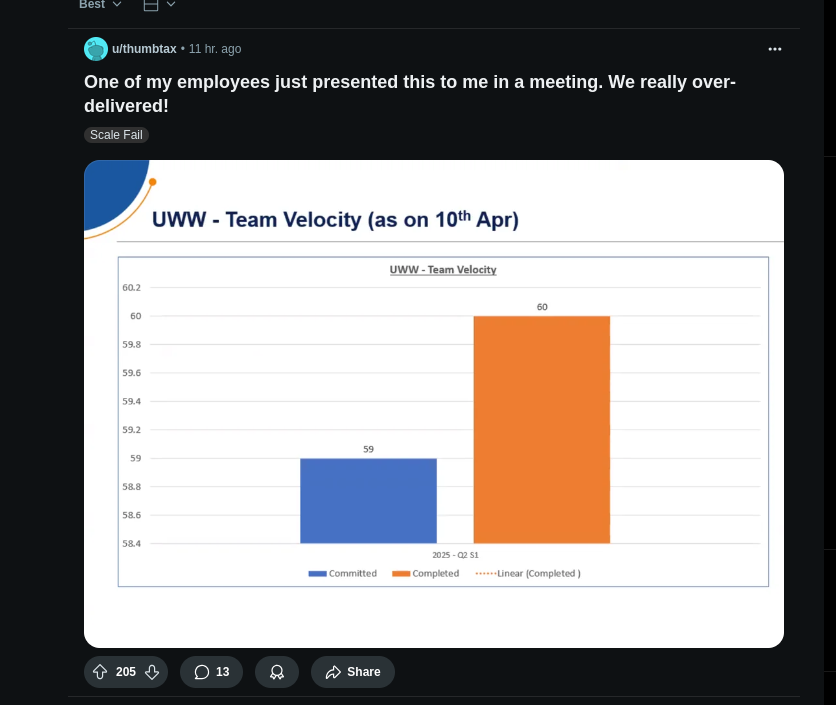 Best
u/thumbtax • 11 hr. ago
One of my employees just presented this to me in a meeting. We really over-
delivered!
Scale Fail
UWW - Team Velocity (as on 10th Apr)
UWW - Team Velocity
60.2
60
59.8
59.6
59.4
59.2
59
58.8
58.6
58.4
59
60
2025 - Q2 S1
Committed Completed Linear (Completed )
205 13 Share